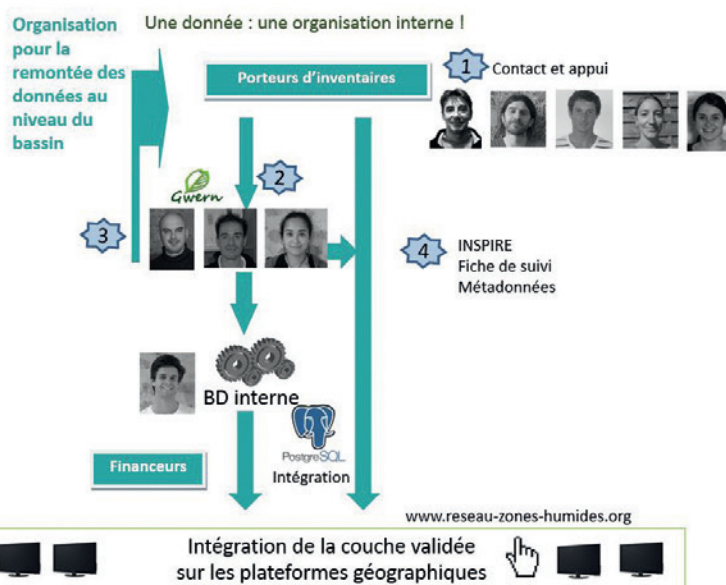 Organisation
pour la
remontée des
données au
niveau du
bassin
Une donnée : une organisation interne !
Porteurs d'inventaires
1 Contact et appui
2
Gwern
3
4 INSPIRE
Fiche de suivi
Métadonnées
BD interne
PostgreSQL
Intégration
Financeurs
www.reseau-zones-humides.org
Intégration de la couche validée
sur les plateformes géographiques